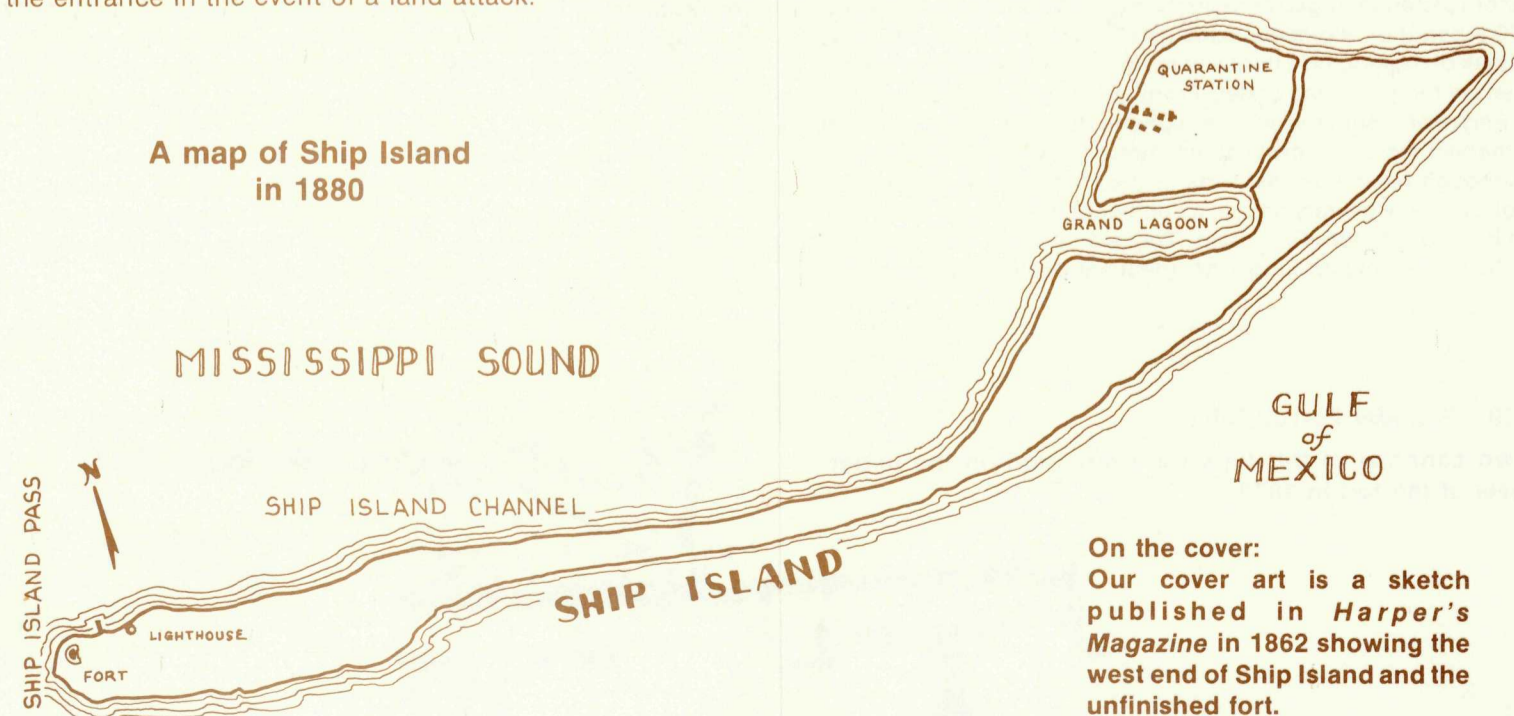 the entrance in the event of a land attack.
A map of Ship Island
in 1880
QUARANTINE
STATION
GRAND LAGOON
MISSISSIPPI SOUND
GULF
of
MEXICO
N
SHIP ISLAND PASS
SHIP ISLAND CHANNEL
SHIP ISLAND
LIGHTHOUSE
FORT
On the cover:
Our cover art is a sketch
published in Harper's
Magazine in 1862 showing the
west end of Ship Island and the
unfinished fort.